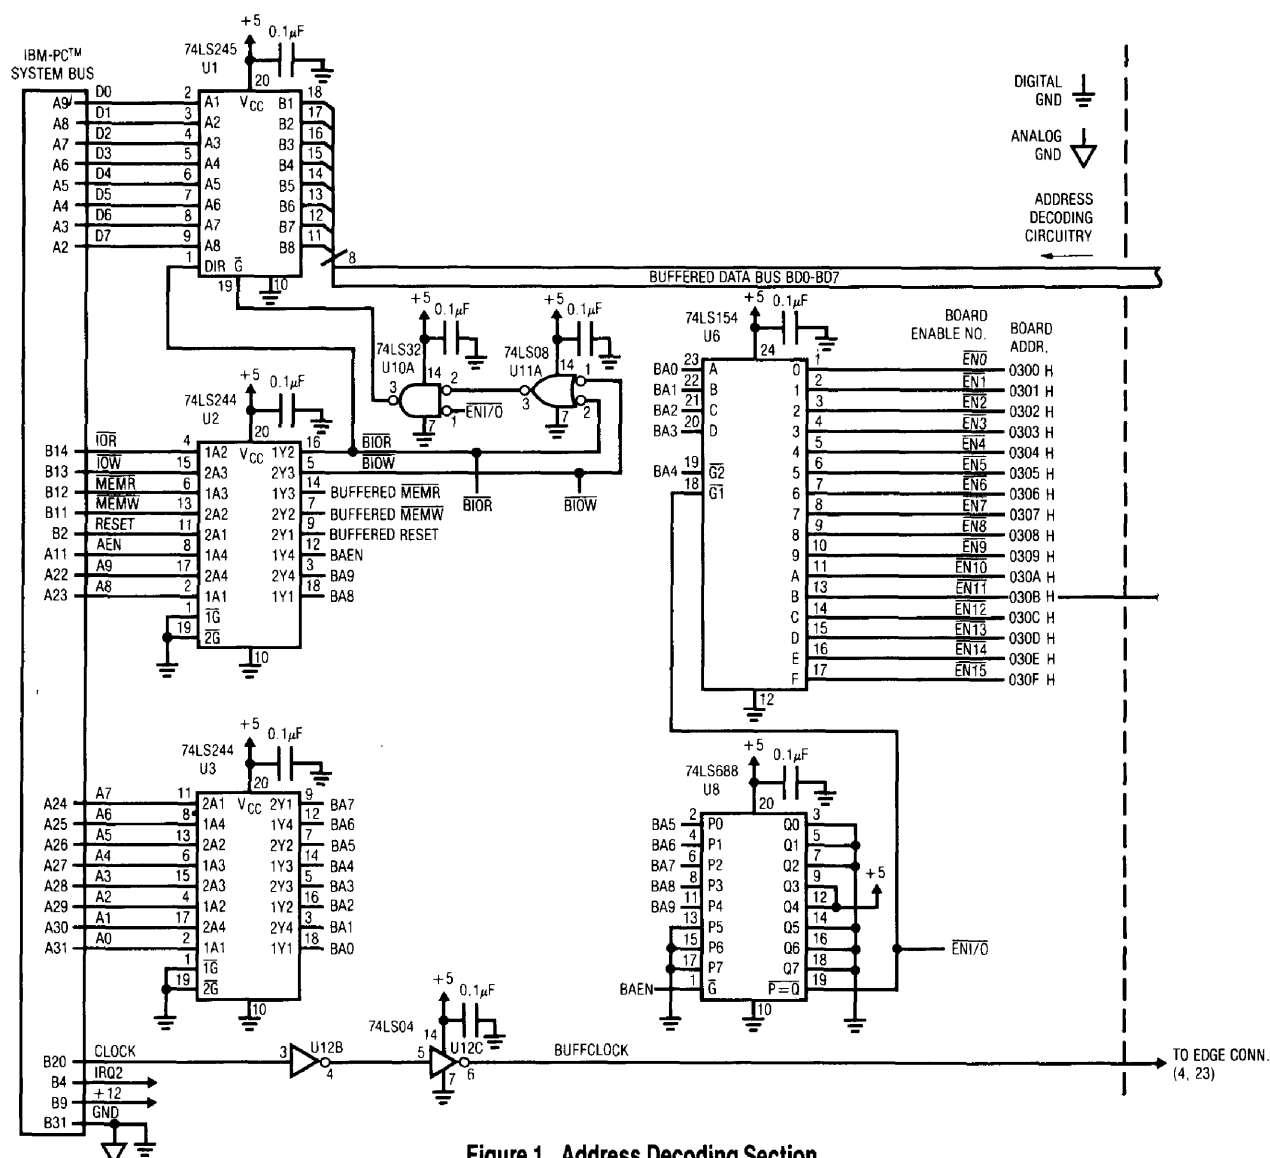 IBM-PC™
SYSTEM BUS
+5
0.1µF
74LS245
U1
20
A9 D0 2 A1 VCC B1 18
A8 D1 3 A2 B2 17
A7 D2 4 A3 B3 16
A6 D3 5 A4 B4 15
A5 D4 6 A5 B5 14
A4 D5 7 A6 B6 13
A3 D6 8 A7 B7 12
A2 D7 9 A8 B8 11
1 DIR G
19 10
8
BUFFERED DATA BUS BD0-BD7
DIGITAL
GND
ANALOG
GND
ADDRESS
DECODING
CIRCUITRY
+5
0.1µF
74LS32
U10A
14
3 2
1 ENI/O
7
+5
0.1µF
74LS08
U11A
14
1
3
2
7
+5
0.1µF
74LS244
U2
20
B14 IOR 4 1A2 VCC 1Y2 16 BIOR
B13 IOW 15 2A3 2Y3 5 BIOW
B12 MEMR 6 1A3 1Y3 14 BUFFERED MEMR
B11 MEMW 13 2A2 2Y2 7 BUFFERED MEMW
B2 RESET 11 2A1 2Y1 9 BUFFERED RESET
A11 AEN 8 1A4 1Y4 12 BAEN
A22 A9 17 2A4 2Y4 3 BA9
A23 A8 2 1A1 1Y1 18 BA8
1 1G
19 2G
10
BIOR
BIOW
+5
0.1µF
74LS154
U6
24
BOARD
ENABLE NO.
BOARD
ADDR.
BA0 23 A 0 1 EN0 0300 H
BA1 22 B 1 2 EN1 0301 H
BA2 21 C 2 3 EN2 0302 H
BA3 20 D 3 4 EN3 0303 H
4 5 EN4 0304 H
BA4 19 G2 5 6 EN5 0305 H
18 G1 6 7 EN6 0306 H
7 8 EN7 0307 H
8 9 EN8 0308 H
9 10 EN9 0309 H
A 11 EN10 030A H
B 13 EN11 030B H
C 14 EN12 030C H
D 15 EN13 030D H
E 16 EN14 030E H
F 17 EN15 030F H
12
+5
0.1µF
74LS244
U3
20
A24 A7 11 2A1 VCC 2Y1 9 BA7
A25 A6 8 1A4 1Y4 12 BA6
A26 A5 13 2A2 2Y2 7 BA5
A27 A4 6 1A3 1Y3 14 BA4
A28 A3 15 2A3 2Y3 5 BA3
A29 A2 4 1A2 1Y2 16 BA2
A30 A1 17 2A4 2Y4 3 BA1
A31 A0 2 1A1 1Y1 18 BA0
1 1G
19 2G
10
+5
0.1µF
74LS688
U8
20
BA5 2 P0 Q0 3
BA6 4 P1 Q1 5
BA7 6 P2 Q2 7
BA8 8 P3 Q3 9
+5
BA9 11 P4 Q4 12
13 P5 Q5 14
15 P6 Q6 16
17 P7 Q7 18
BAEN 1 G P=Q 19
10
ENI/O
+5
0.1µF
74LS04
14
B20 CLOCK 3 U12B 4 5 U12C 6 BUFFCLOCK
7
TO EDGE CONN.
(4, 23)
B4 IRQ2
B9 +12
B31 GND
Figure 1. Address Decoding Section